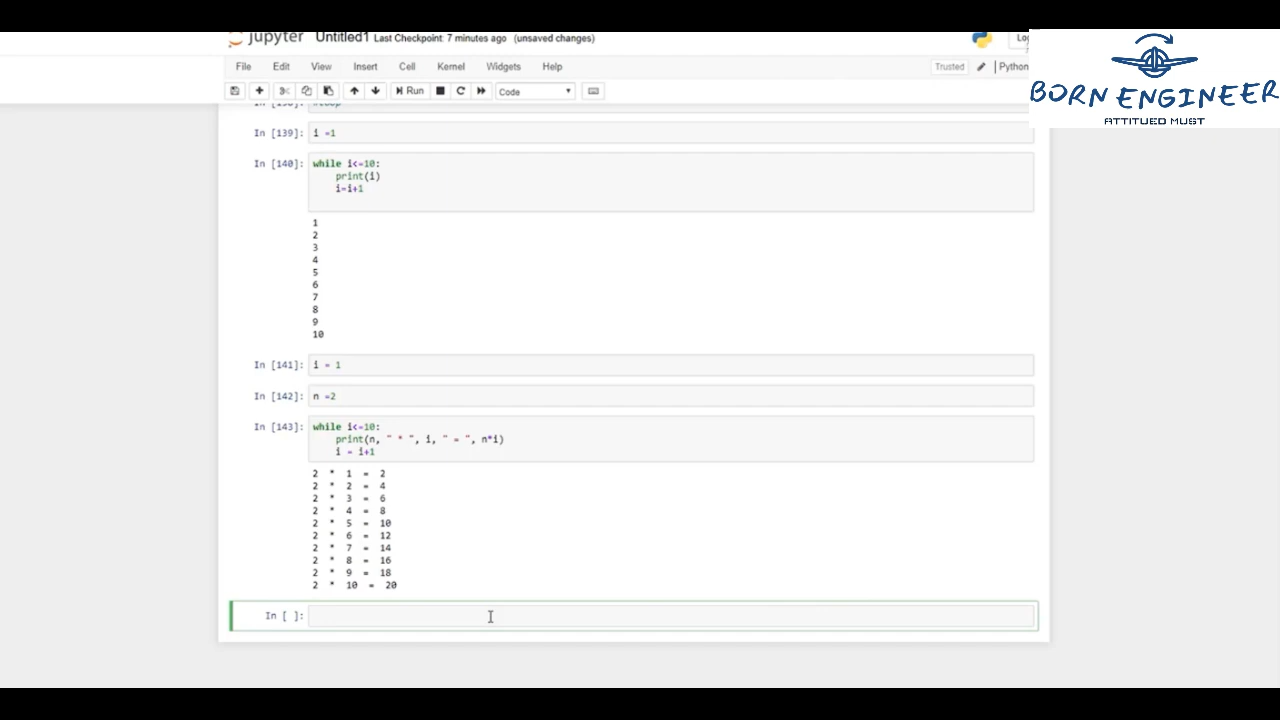 jupyter Untitled1 Last Checkpoint: 7 minutes ago (unsaved changes)
BORN ENGINEER
ATTITUED MUST
File Edit View Insert Cell Kernel Widgets Help
Trusted Python
Run Code
In [139]: i =1
In [140]: while i<=10:
print(i)
i=i+1
1
2
3
4
5
6
7
8
9
10
In [141]: i = 1
In [142]: n =2
In [143]: while i<=10:
print(n, " * ", i, " = ", n*i)
i = i+1
2 * 1 = 2
2 * 2 = 4
2 * 3 = 6
2 * 4 = 8
2 * 5 = 10
2 * 6 = 12
2 * 7 = 14
2 * 8 = 16
2 * 9 = 18
2 * 10 = 20
In [ ]: